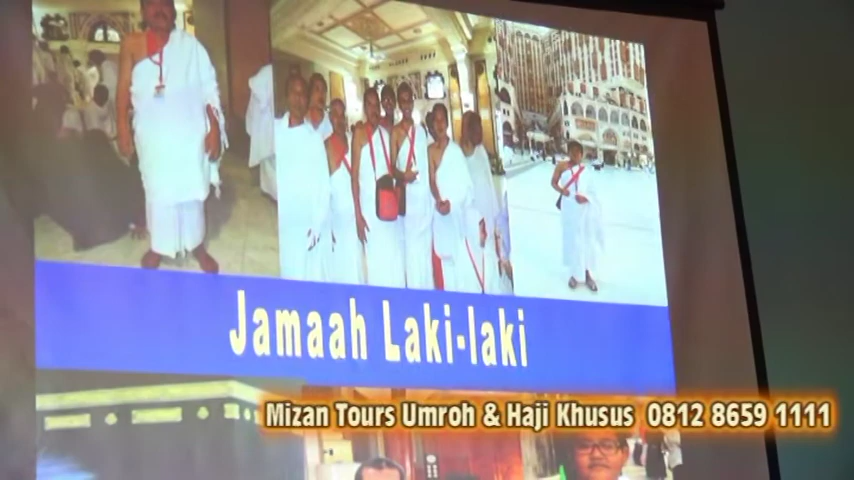 Jamaah Laki-laki
Mizan Tours Umroh & Haji Khusus 0812 8659 1111